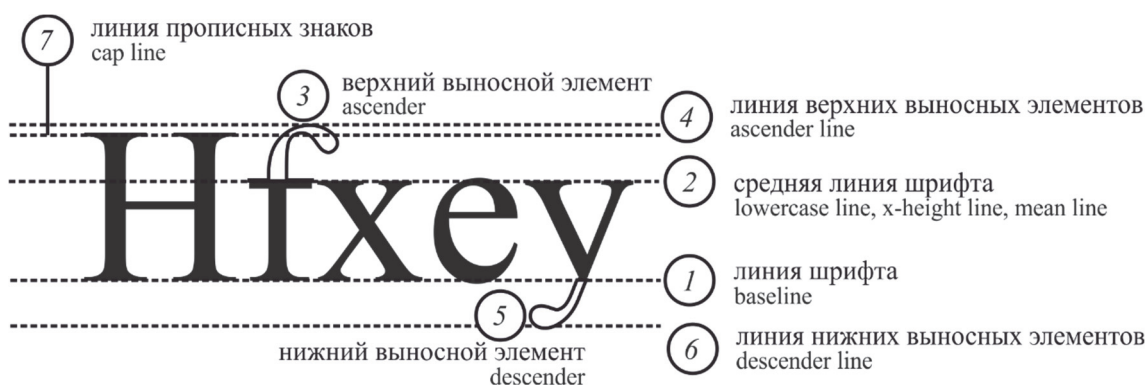 7
линия прописных знаков
cap line
3
верхний выносной элемент
ascender
4
линия верхних выносных элементов
ascender line
Hfxey
2
средняя линия шрифта
lowercase line, x-height line, mean line
1
линия шрифта
baseline
5
нижний выносной элемент
descender
6
линия нижних выносных элементов
descender line